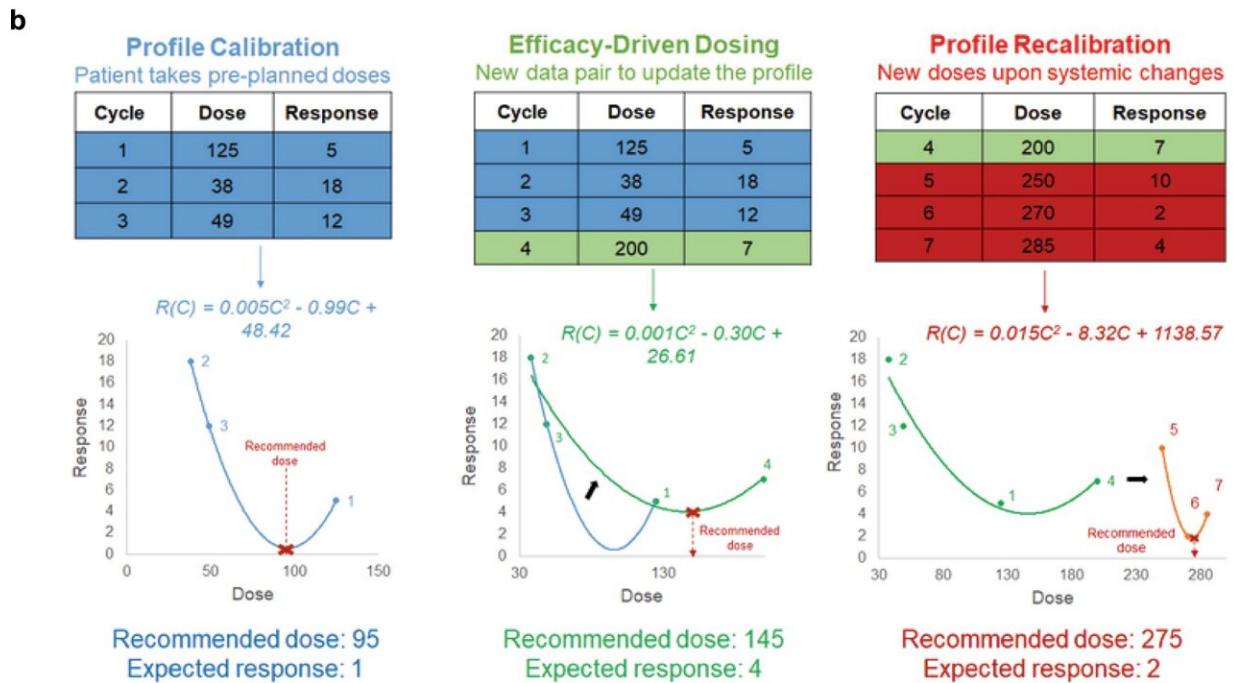 b
Profile Calibration
Patient takes pre-planned doses
Cycle Dose Response
1 125 5
2 38 18
3 49 12
R(C) = 0.005C² - 0.99C +
48.42
20
18
16
14
12
10
8
6
4
2
0
Response
2
3
Recommended
dose
1
0 50 100 150
Dose
Recommended dose: 95
Expected response: 1
Efficacy-Driven Dosing
New data pair to update the profile
Cycle Dose Response
1 125 5
2 38 18
3 49 12
4 200 7
R(C) = 0.001C² - 0.30C +
26.61
20
18
16
14
12
10
8
6
4
2
0
Response
2
3
1
4
Recommended
dose
30 130
Dose
Recommended dose: 145
Expected response: 4
Profile Recalibration
New doses upon systemic changes
Cycle Dose Response
4 200 7
5 250 10
6 270 2
7 285 4
R(C) = 0.015C² - 8.32C + 1138.57
20
18
16
14
12
10
8
6
4
2
0
Response
2
3
1
4
5
6
7
Recommended
dose
30 80 130 180 230 280
Dose
Recommended dose: 275
Expected response: 2